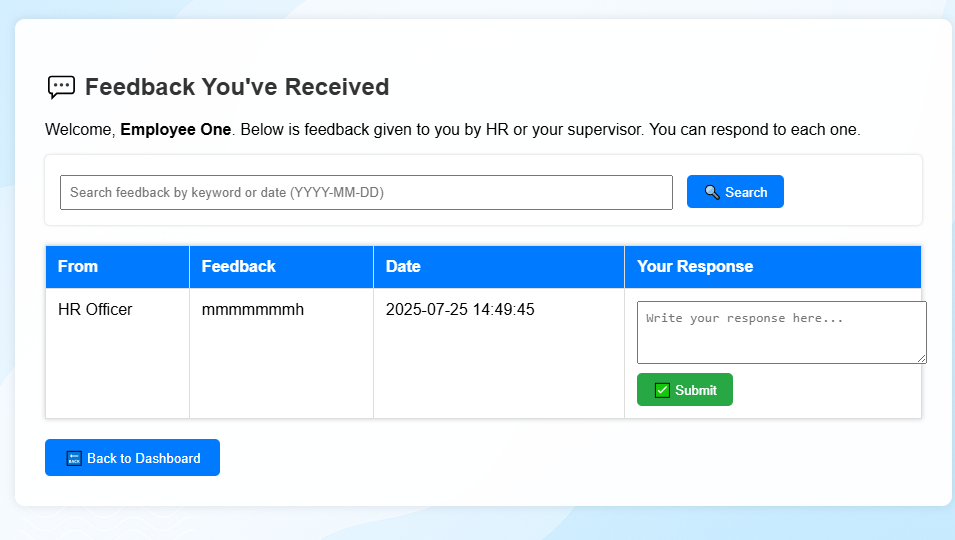 💬 Feedback You've Received
Welcome, Employee One. Below is feedback given to you by HR or your supervisor. You can respond to each one.
Search feedback by keyword or date (YYYY-MM-DD)
🔍 Search
From Feedback Date Your Response
HR Officer mmmmmmmh 2025-07-25 14:49:45
Write your response here...
✅ Submit
🔙 Back to Dashboard